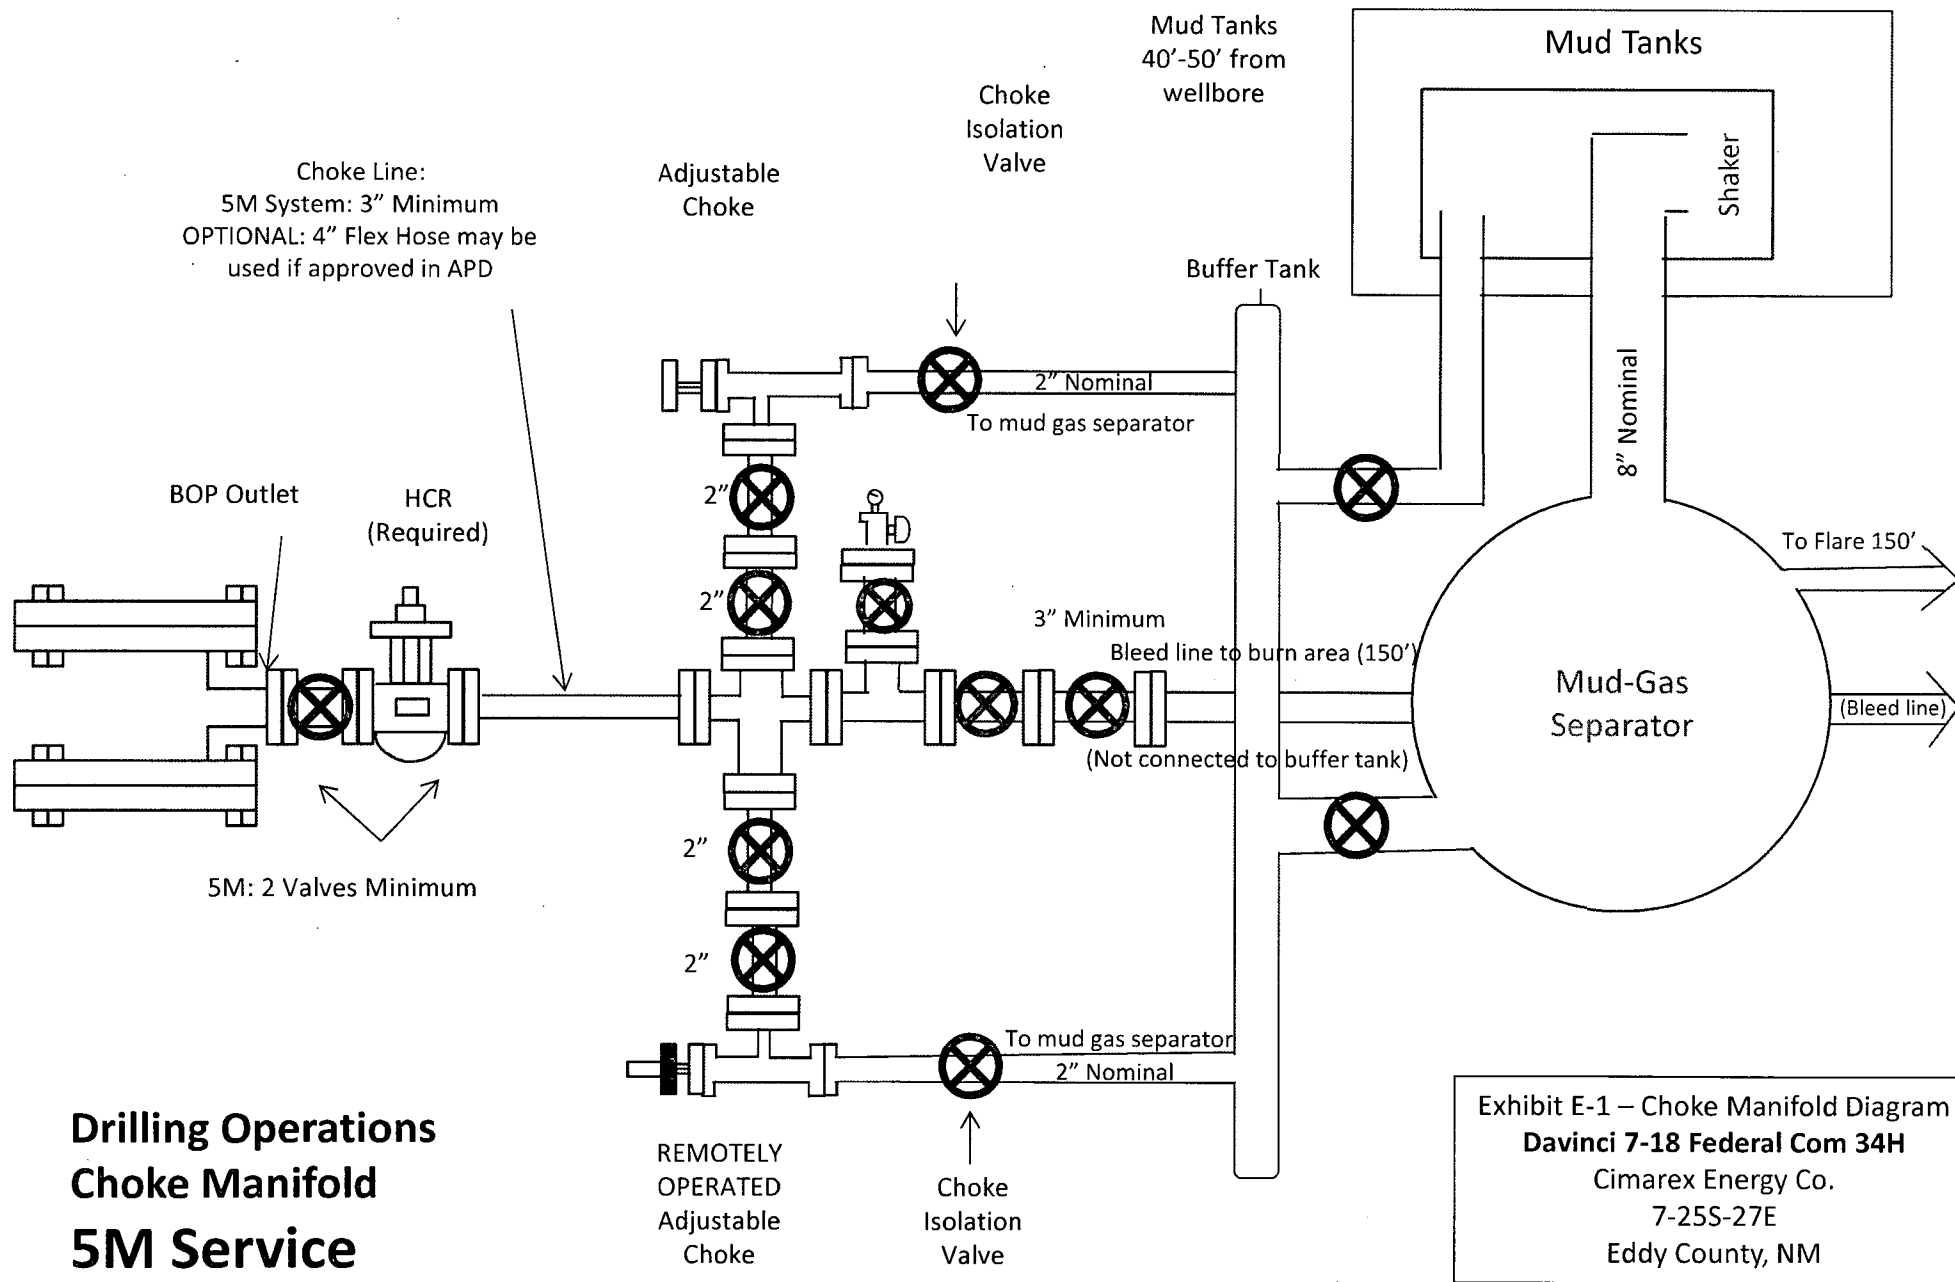 Mud Tanks
40’-50’ from
wellbore
Mud Tanks
Shaker
Choke
Isolation
Valve
Choke Line:
5M System: 3” Minimum
OPTIONAL: 4” Flex Hose may be
used if approved in APD
Adjustable
Choke
Buffer Tank
2” Nominal
To mud gas separator
8” Nominal
BOP Outlet
HCR
(Required)
2”
2”
To Flare 150’
3” Minimum
Bleed line to burn area (150’)
(Not connected to buffer tank)
Mud-Gas
Separator
(Bleed line)
5M: 2 Valves Minimum
2”
2”
To mud gas separator
2” Nominal
REMOTELY
OPERATED
Adjustable
Choke
Choke
Isolation
Valve
Drilling Operations
Choke Manifold
5M Service
Exhibit E-1 – Choke Manifold Diagram
Davinci 7-18 Federal Com 34H
Cimarex Energy Co.
7-25S-27E
Eddy County, NM